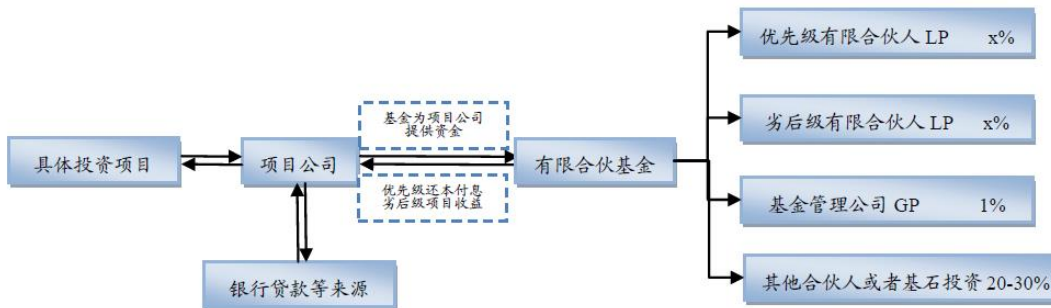 优先级有限合伙人 LP x%
基金为项目公司
提供资金
劣后级有限合伙人 LP x%
具体投资项目
项目公司
有限合伙基金
优先级还本付息
劣后级项目收益
基金管理公司 GP 1%
银行贷款等来源
其他合伙人或者基石投资 20-30%